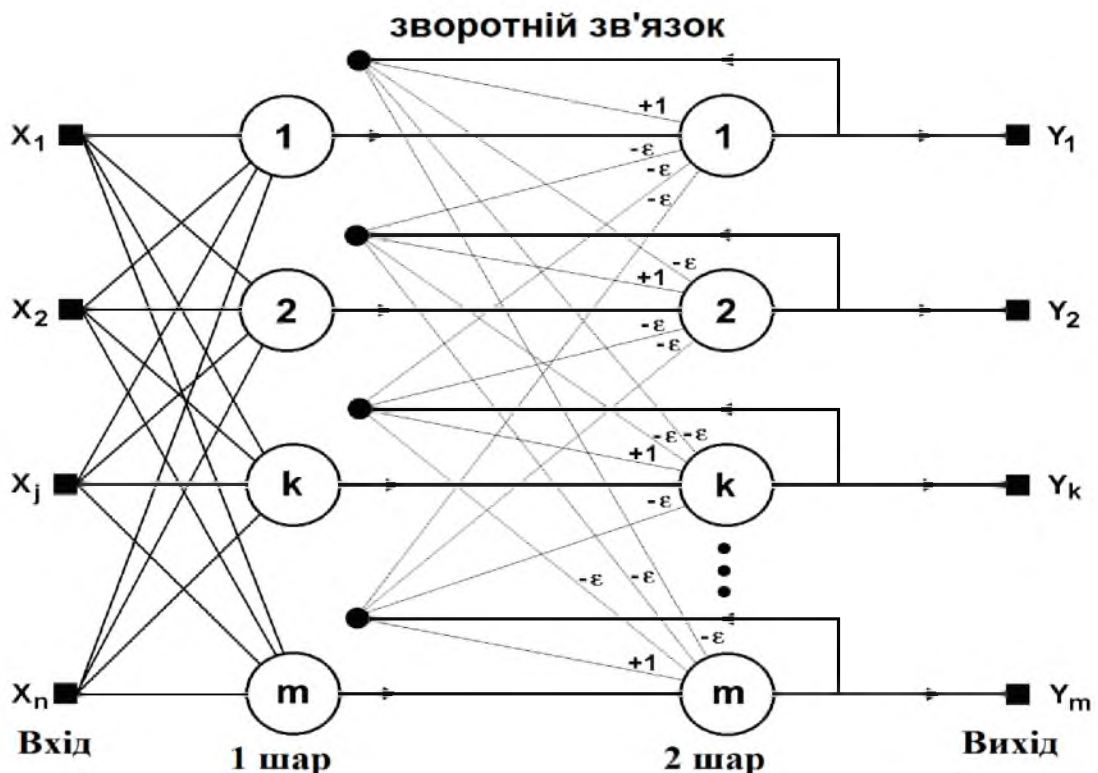 зворотній зв'язок
+1
X1 1 1 Y1
-ε
-ε
-ε
-ε
+1
X2 2 2 Y2
-ε
-ε
-ε -ε
+1
Xj k k Yk
-ε
-ε -ε
-ε
+1
Xn m m Ym
Вхід 1 шар 2 шар Вихід